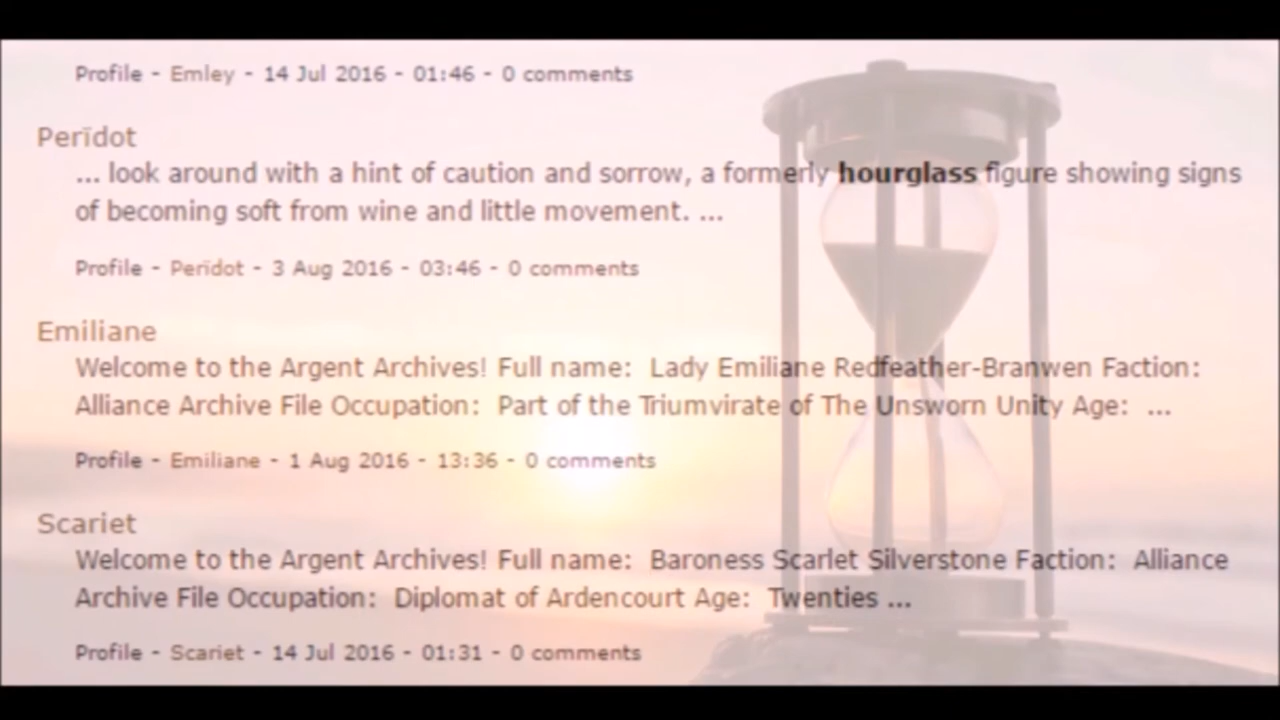 Profile - Emley - 14 Jul 2016 - 01:46 - 0 comments
Perïdot
... look around with a hint of caution and sorrow, a formerly hourglass figure showing signs
of becoming soft from wine and little movement. ...
Profile - Perïdot - 3 Aug 2016 - 03:46 - 0 comments
Emiliane
Welcome to the Argent Archives! Full name: Lady Emiliane Redfeather-Branwen Faction:
Alliance Archive File Occupation: Part of the Triumvirate of The Unsworn Unity Age: ...
Profile - Emiliane - 1 Aug 2016 - 13:36 - 0 comments
Scariet
Welcome to the Argent Archives! Full name: Baroness Scarlet Silverstone Faction: Alliance
Archive File Occupation: Diplomat of Ardencourt Age: Twenties ...
Profile - Scariet - 14 Jul 2016 - 01:31 - 0 comments